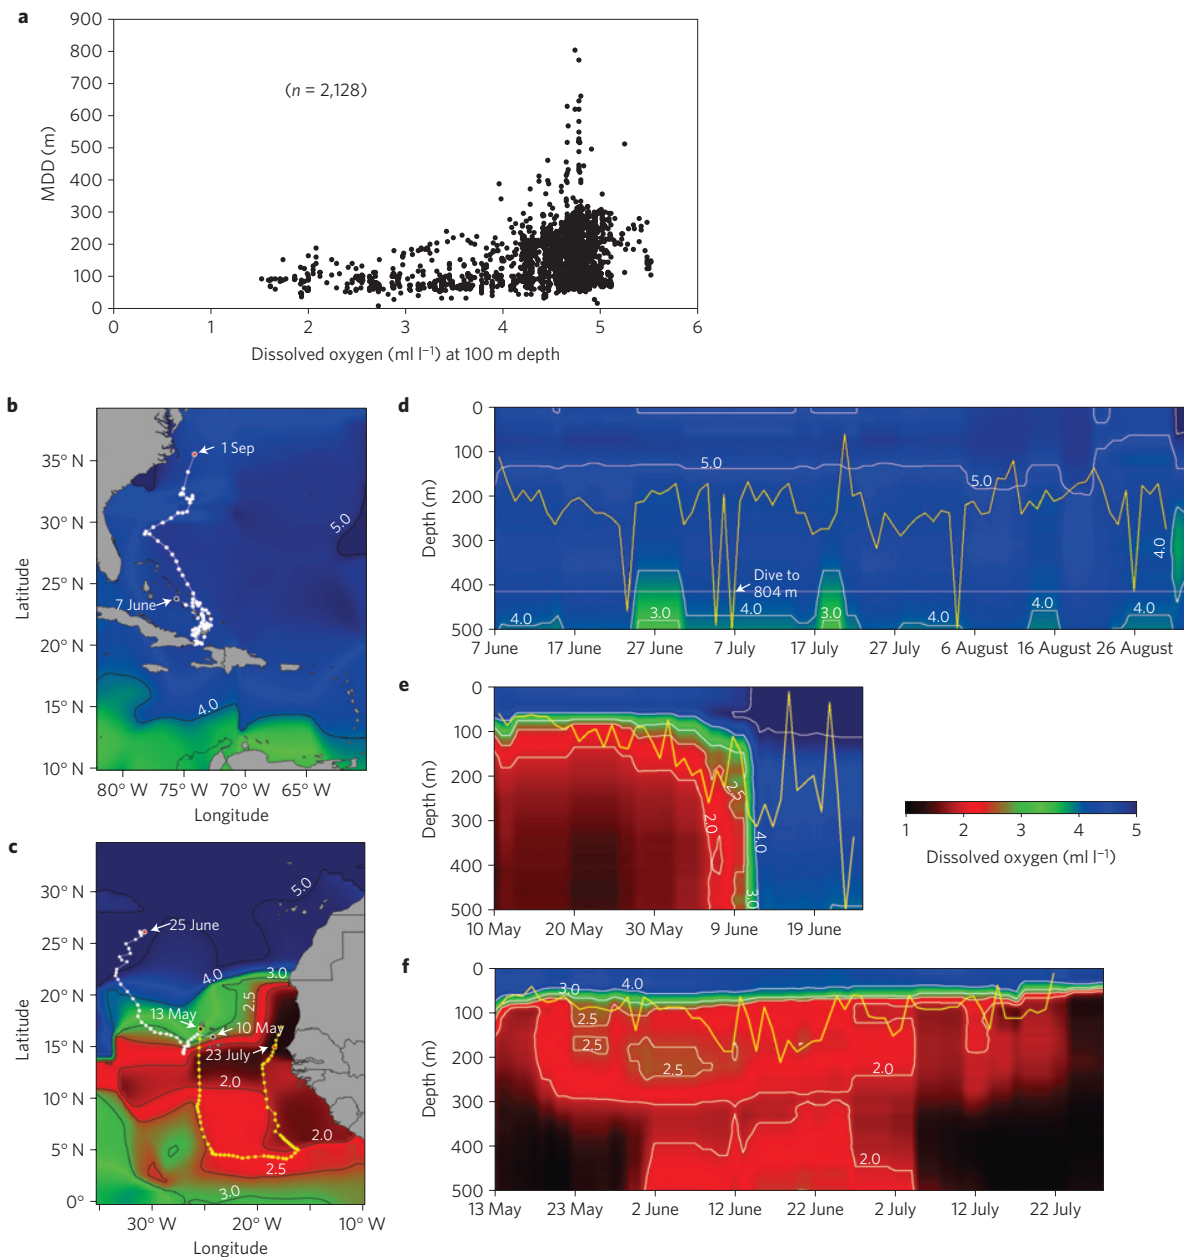 a
900
800
700
600
500
400
300
200
100
0
MDD (m)
(n = 2,128)
0 1 2 3 4 5 6
Dissolved oxygen (ml l⁻¹) at 100 m depth
b
35° N
30° N
25° N
20° N
15° N
10° N
Latitude
1 Sep
5.0
7 June
4.0
80° W 75° W 70° W 65° W
Longitude
c
30° N
25° N
20° N
15° N
10° N
5° N
0°
Latitude
5.0
25 June
4.0
3.0
2.5
13 May
10 May
23 July
2.0
2.0
2.5
3.0
30° W 20° W 10° W
Longitude
d
0
100
200
300
400
500
Depth (m)
5.0
5.0
4.0
Dive to
804 m
4.0 3.0 4.0 3.0 4.0 4.0 4.0
7 June 17 June 27 June 7 July 17 July 27 July 6 August 16 August 26 August
e
0
100
200
300
400
500
Depth (m)
2.5
2.0
4.0
3.0
10 May 20 May 30 May 9 June 19 June
1 2 3 4 5
Dissolved oxygen (ml l⁻¹)
f
0
100
200
300
400
500
Depth (m)
3.0 4.0
2.5
2.5
2.5
2.0
2.0
13 May 23 May 2 June 12 June 22 June 2 July 12 July 22 July